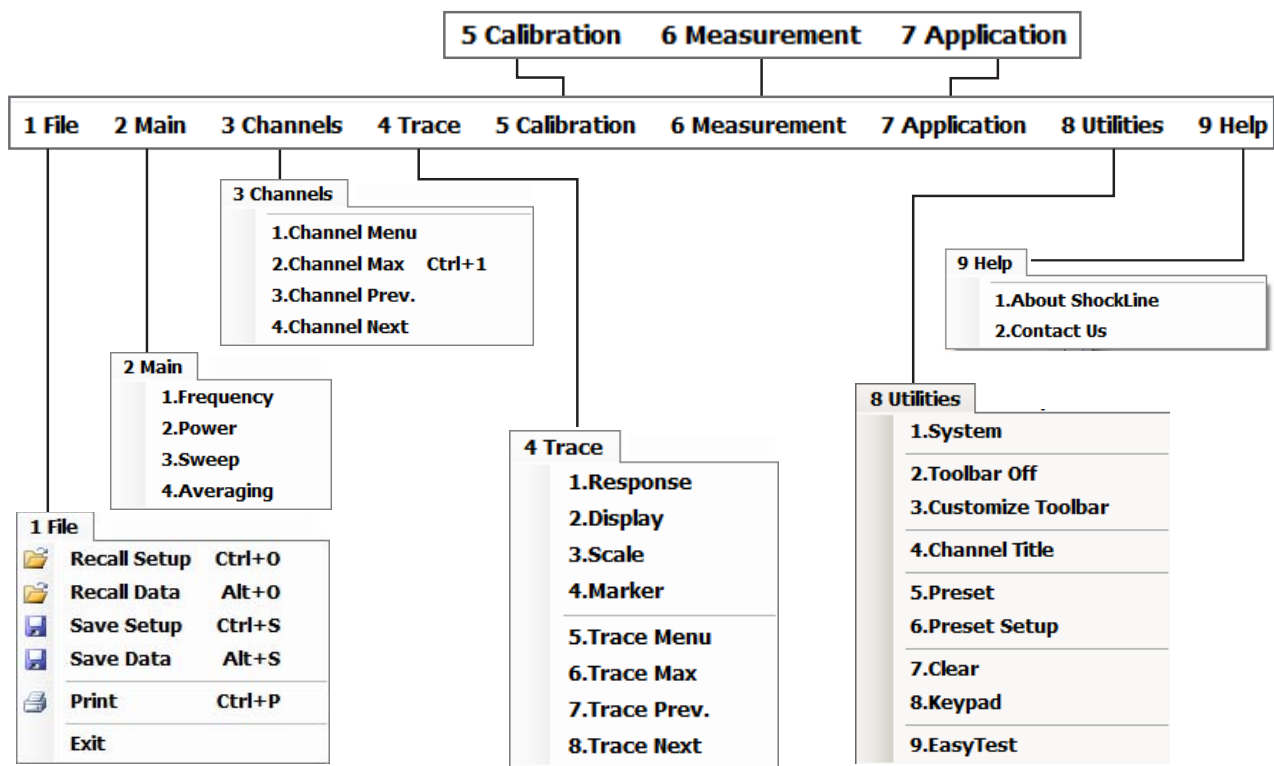 5 Calibration 6 Measurement 7 Application
1 File 2 Main 3 Channels 4 Trace 5 Calibration 6 Measurement 7 Application 8 Utilities 9 Help
3 Channels
1.Channel Menu
2.Channel Max Ctrl+1
3.Channel Prev.
4.Channel Next
9 Help
1.About ShockLine
2.Contact Us
2 Main
1.Frequency
2.Power
3.Sweep
4.Averaging
8 Utilities
1.System
2.Toolbar Off
3.Customize Toolbar
4.Channel Title
5.Preset
6.Preset Setup
7.Clear
8.Keypad
9.EasyTest
4 Trace
1.Response
2.Display
3.Scale
4.Marker
5.Trace Menu
6.Trace Max
7.Trace Prev.
8.Trace Next
1 File
Recall Setup Ctrl+O
Recall Data Alt+O
Save Setup Ctrl+S
Save Data Alt+S
Print Ctrl+P
Exit